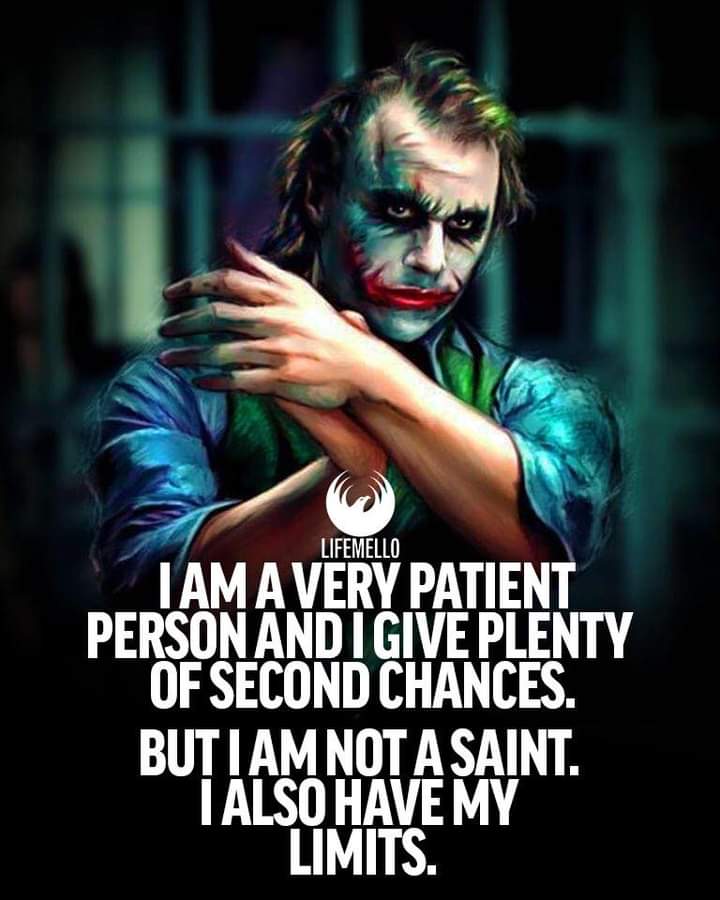 LIFEMELLO
I AM A VERY PATIENT
PERSON AND I GIVE PLENTY
OF SECOND CHANCES.
BUT I AM NOT A SAINT.
I ALSO HAVE MY
LIMITS.